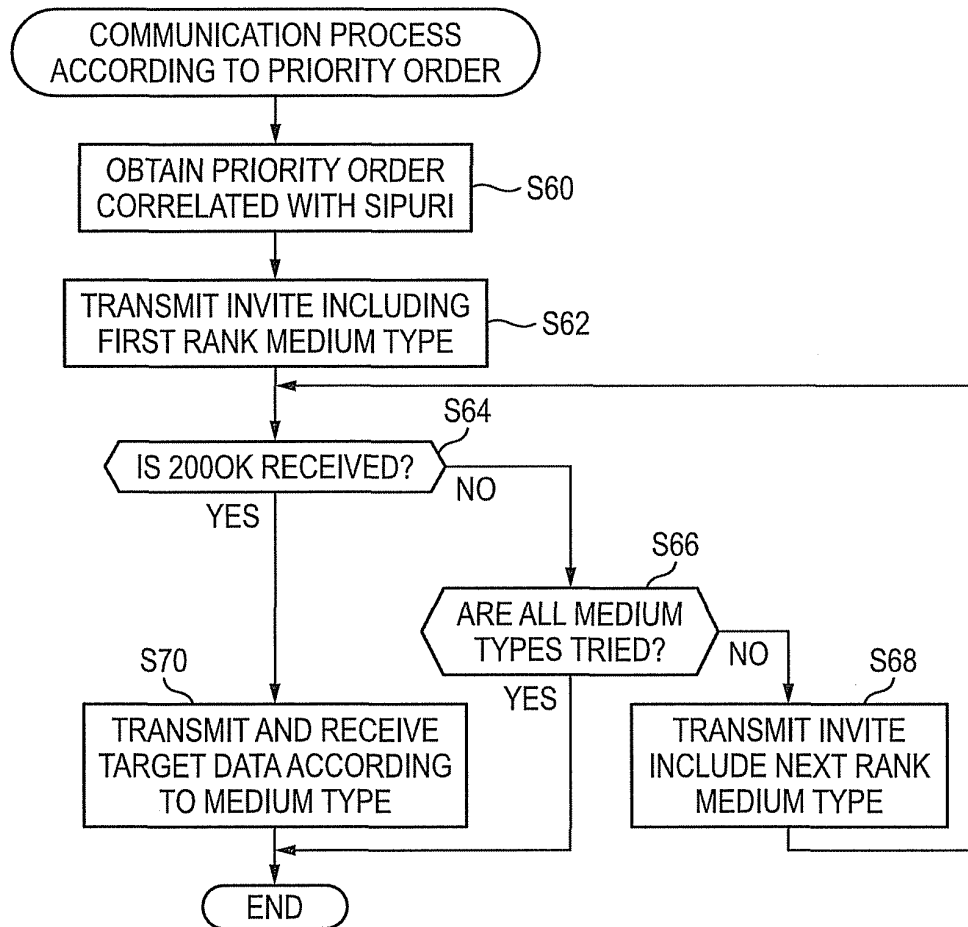 COMMUNICATION PROCESS
ACCORDING TO PRIORITY ORDER
OBTAIN PRIORITY ORDER
CORRELATED WITH SIPURI
S60
TRANSMIT INVITE INCLUDING
FIRST RANK MEDIUM TYPE
S62
S64
IS 200OK RECEIVED?
NO
YES
S66
ARE ALL MEDIUM
TYPES TRIED?
NO
YES
S68
TRANSMIT INVITE
INCLUDE NEXT RANK
MEDIUM TYPE
S70
TRANSMIT AND RECEIVE
TARGET DATA ACCORDING
TO MEDIUM TYPE
END